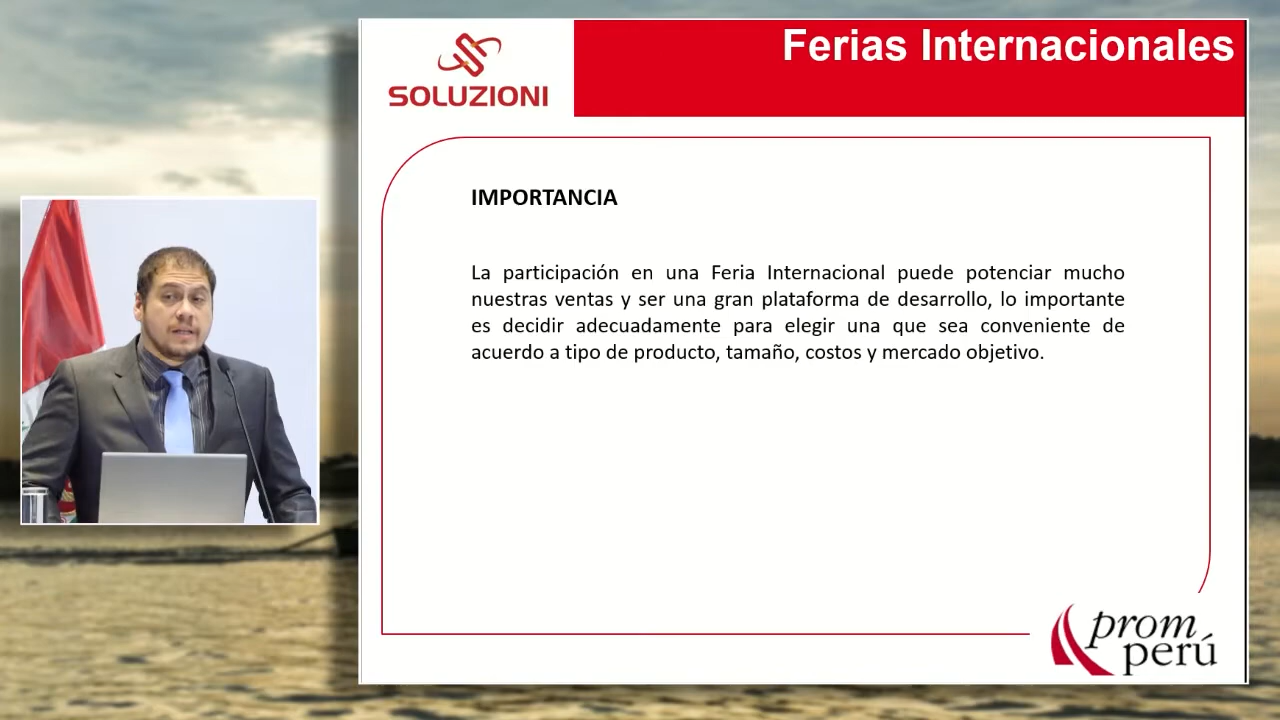 Ferias Internacionales
SOLUZIONI
IMPORTANCIA
La participación en una Feria Internacional puede potenciar mucho
nuestras ventas y ser una gran plataforma de desarrollo, lo importante
es decidir adecuadamente para elegir una que sea conveniente de
acuerdo a tipo de producto, tamaño, costos y mercado objetivo.
prom
perú